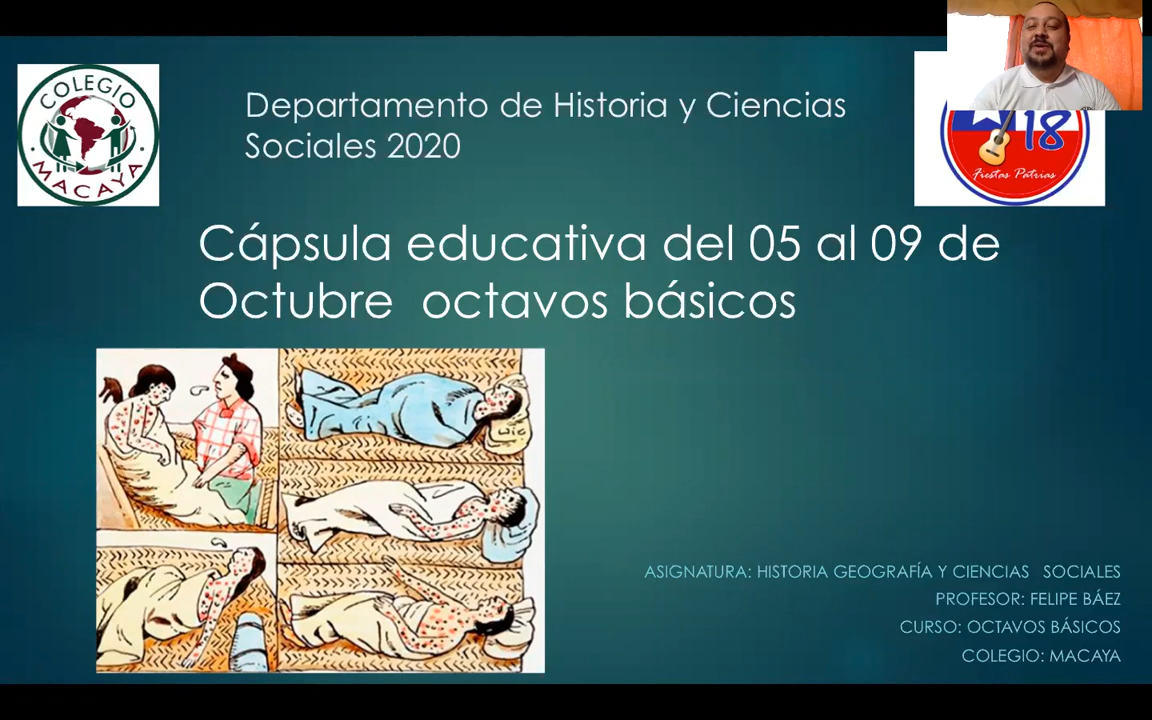 COLEGIO
MACAYA
Departamento de Historia y Ciencias
Sociales 2020
18
Fiestas Patrias
Cápsula educativa del 05 al 09 de
Octubre octavos básicos
ASIGNATURA: HISTORIA GEOGRAFÍA Y CIENCIAS SOCIALES
PROFESOR: FELIPE BÁEZ
CURSO: OCTAVOS BÁSICOS
COLEGIO: MACAYA